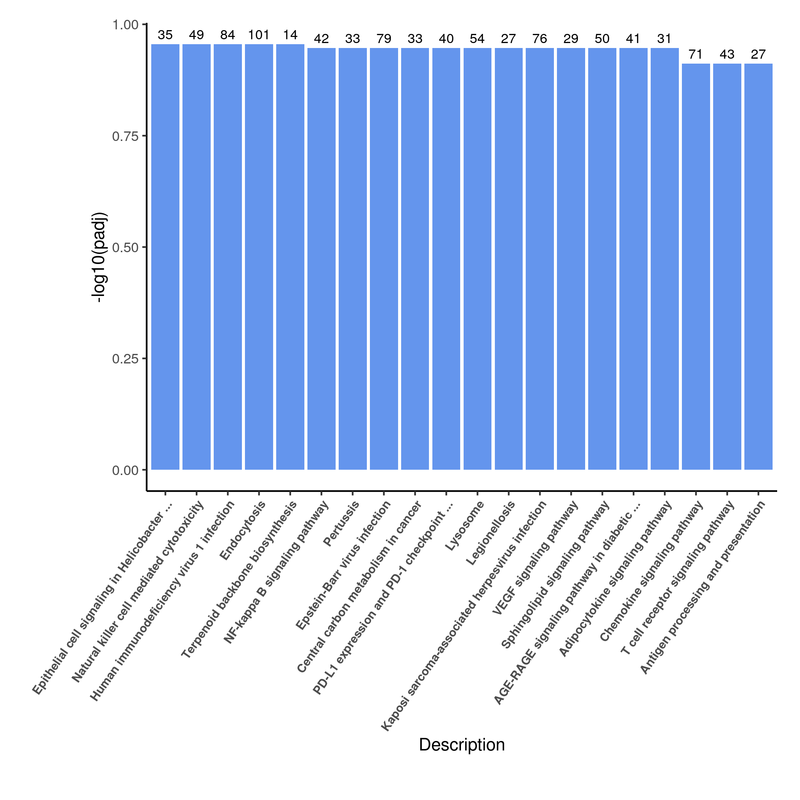 1.00
0.75
0.50
0.25
0.00
-log10(padj)
35 49 84 101 14 42 33 79 33 40 54 27 76 29 50 41 31 71 43 27
Epithelial cell signaling in Helicobacter ...
Natural killer cell mediated cytotoxicity
Human immunodeficiency virus 1 infection
Endocytosis
Terpenoid backbone biosynthesis
NF-kappa B signaling pathway
Pertussis
Epstein-Barr virus infection
Central carbon metabolism in cancer
PD-L1 expression and PD-1 checkpoint ...
Lysosome
Legionellosis
Kaposi sarcoma-associated herpesvirus infection
VEGF signaling pathway
Sphingolipid signaling pathway
AGE-RAGE signaling pathway in diabetic ...
Adipocytokine signaling pathway
Chemokine signaling pathway
T cell receptor signaling pathway
Antigen processing and presentation
Description